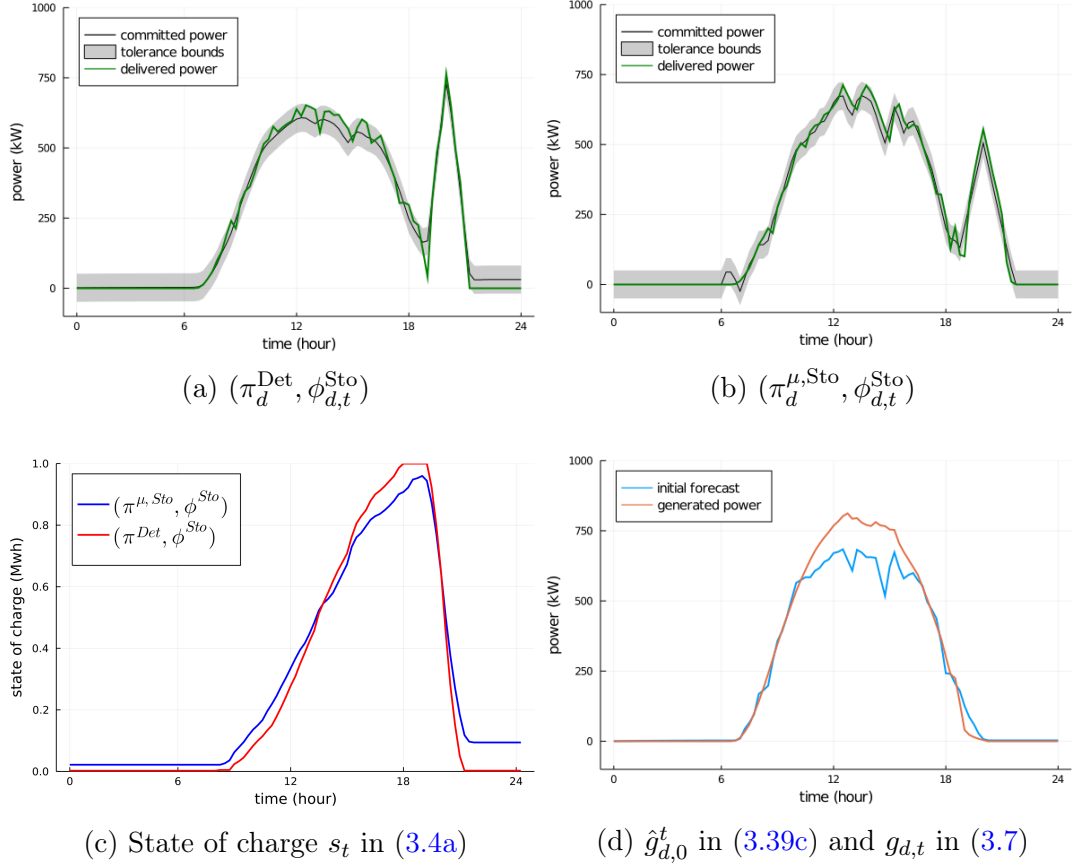 1000
750
500
250
0
power (kW)
committed power
tolerance bounds
delivered power
0 6 12 18 24
time (hour)
(a) (π_d^Det, ϕ_{d,t}^Sto)
1000
750
500
250
0
power (kW)
committed power
tolerance bounds
delivered power
0 6 12 18 24
time (hour)
(b) (π_d^{μ,Sto}, ϕ_{d,t}^Sto)
1.0
0.8
0.6
0.4
0.2
0.0
state of charge (Mwh)
(π^{μ, Sto}, ϕ^{Sto})
(π^{Det}, ϕ^{Sto})
0 6 12 18 24
time (hour)
(c) State of charge s_t in (3.4a)
1000
750
500
250
0
power (kW)
initial forecast
generated power
0 6 12 18 24
time (hour)
(d) ĝ_{d,0}^t in (3.39c) and g_{d,t} in (3.7)